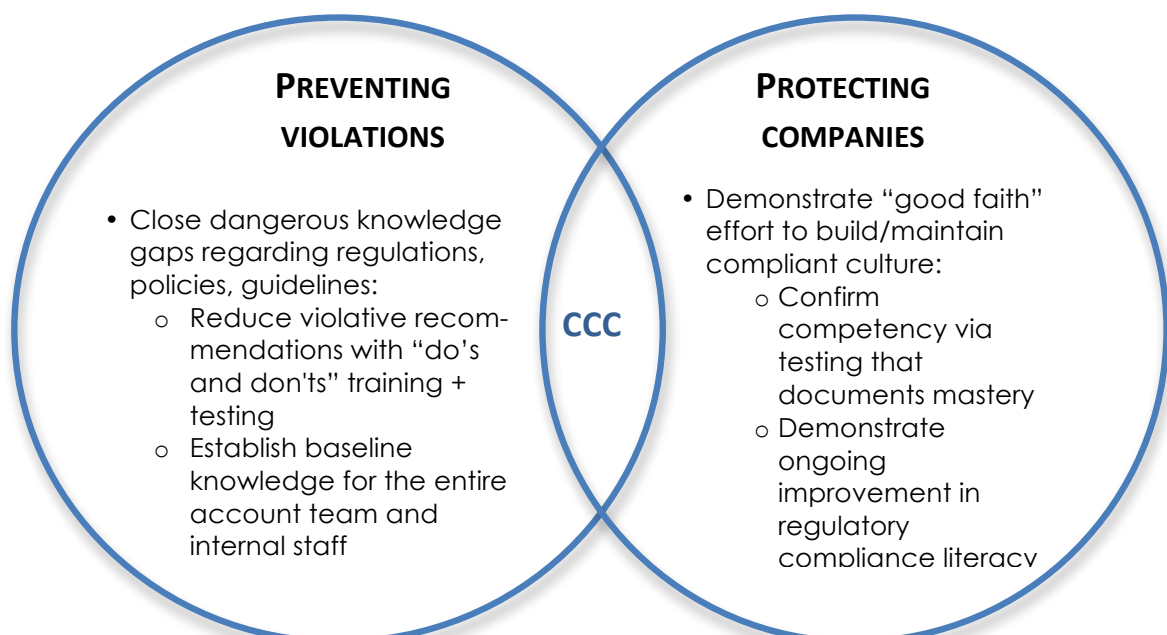 PREVENTING
VIOLATIONS
• Close dangerous knowledge
gaps regarding regulations,
policies, guidelines:
o Reduce violative recom-
mendations with “do’s
and don'ts” training +
testing
o Establish baseline
knowledge for the entire
account team and
internal staff
CCC
PROTECTING
COMPANIES
• Demonstrate “good faith”
effort to build/maintain
compliant culture:
o Confirm
competency via
testing that
documents mastery
o Demonstrate
ongoing
improvement in
regulatory
compliance literacy